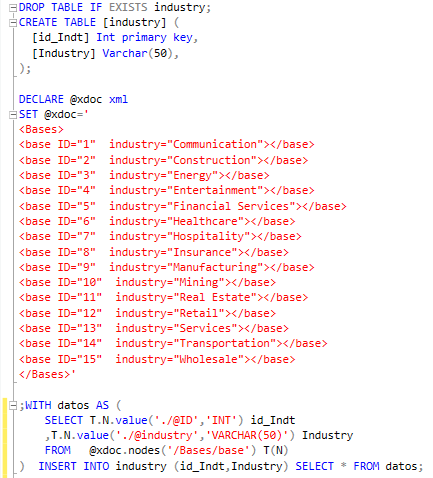 DROP TABLE IF EXISTS industry;
CREATE TABLE [industry] (
[id_Indt] Int primary key,
[Industry] Varchar(50),
);
DECLARE @xdoc xml
SET @xdoc='
<Bases>
<base ID="1"  industry="Communication"></base>
<base ID="2"  industry="Construction"></base>
<base ID="3"  industry="Energy"></base>
<base ID="4"  industry="Entertainment"></base>
<base ID="5"  industry="Financial Services"></base>
<base ID="6"  industry="Healthcare"></base>
<base ID="7"  industry="Hospitality"></base>
<base ID="8"  industry="Insurance"></base>
<base ID="9"  industry="Manufacturing"></base>
<base ID="10"  industry="Mining"></base>
<base ID="11"  industry="Real Estate"></base>
<base ID="12"  industry="Retail"></base>
<base ID="13"  industry="Services"></base>
<base ID="14"  industry="Transportation"></base>
<base ID="15"  industry="Wholesale"></base>
</Bases>'
;WITH datos AS (
SELECT T.N.value('./@ID','INT') id_Indt
,T.N.value('./@industry','VARCHAR(50)') Industry
FROM   @xdoc.nodes('/Bases/base') T(N)
)  INSERT INTO industry (id_Indt,Industry) SELECT * FROM datos;